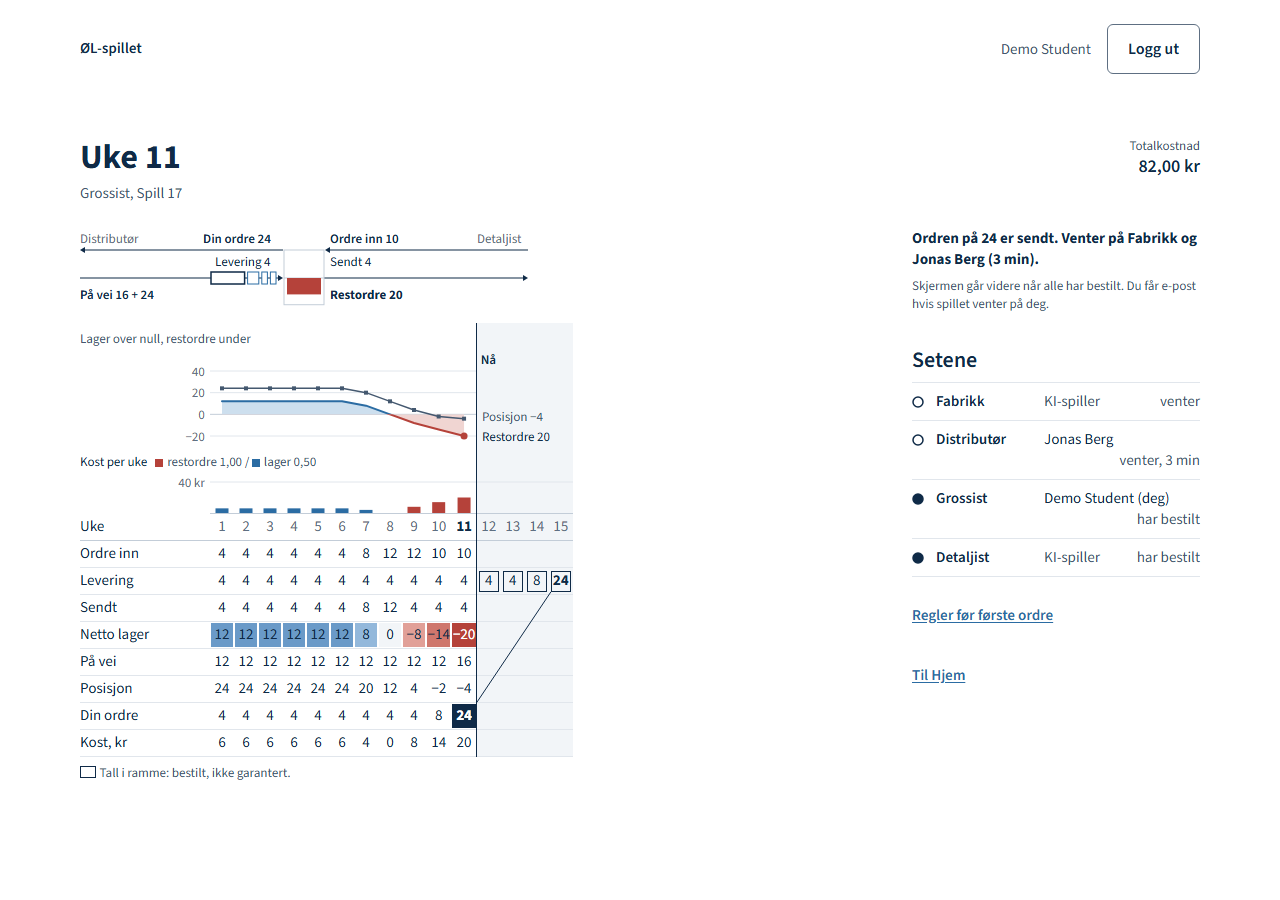 ØL-spillet
Demo Student
Logg ut
Uke 11
Grossist, Spill 17
Totalkostnad
82,00 kr
Distributør Din ordre 24 Ordre inn 10 Detaljist
Levering 4 Sendt 4
På vei 16 + 24 Restordre 20
Lager over null, restordre under
Nå
40
20
0
−20
Posisjon −4
Restordre 20
Kost per uke restordre 1,00 / lager 0,50
40 kr
Uke 1 2 3 4 5 6 7 8 9 10 11 12 13 14 15
Ordre inn 4 4 4 4 4 4 8 12 12 10 10
Levering 4 4 4 4 4 4 4 4 4 4 4 4 4 8 24
Sendt 4 4 4 4 4 4 8 12 4 4 4
Netto lager 12 12 12 12 12 12 8 0 −8 −14 −20
På vei 12 12 12 12 12 12 12 12 12 12 16
Posisjon 24 24 24 24 24 24 20 12 4 −2 −4
Din ordre 4 4 4 4 4 4 4 4 4 8 24
Kost, kr 6 6 6 6 6 6 4 0 8 14 20
Tall i ramme: bestilt, ikke garantert.
Ordren på 24 er sendt. Venter på Fabrikk og
Jonas Berg (3 min).
Skjermen går videre når alle har bestilt. Du får e-post
hvis spillet venter på deg.
Setene
Fabrikk KI-spiller venter
Distributør Jonas Berg
venter, 3 min
Grossist Demo Student (deg)
har bestilt
Detaljist KI-spiller har bestilt
Regler før første ordre
Til Hjem